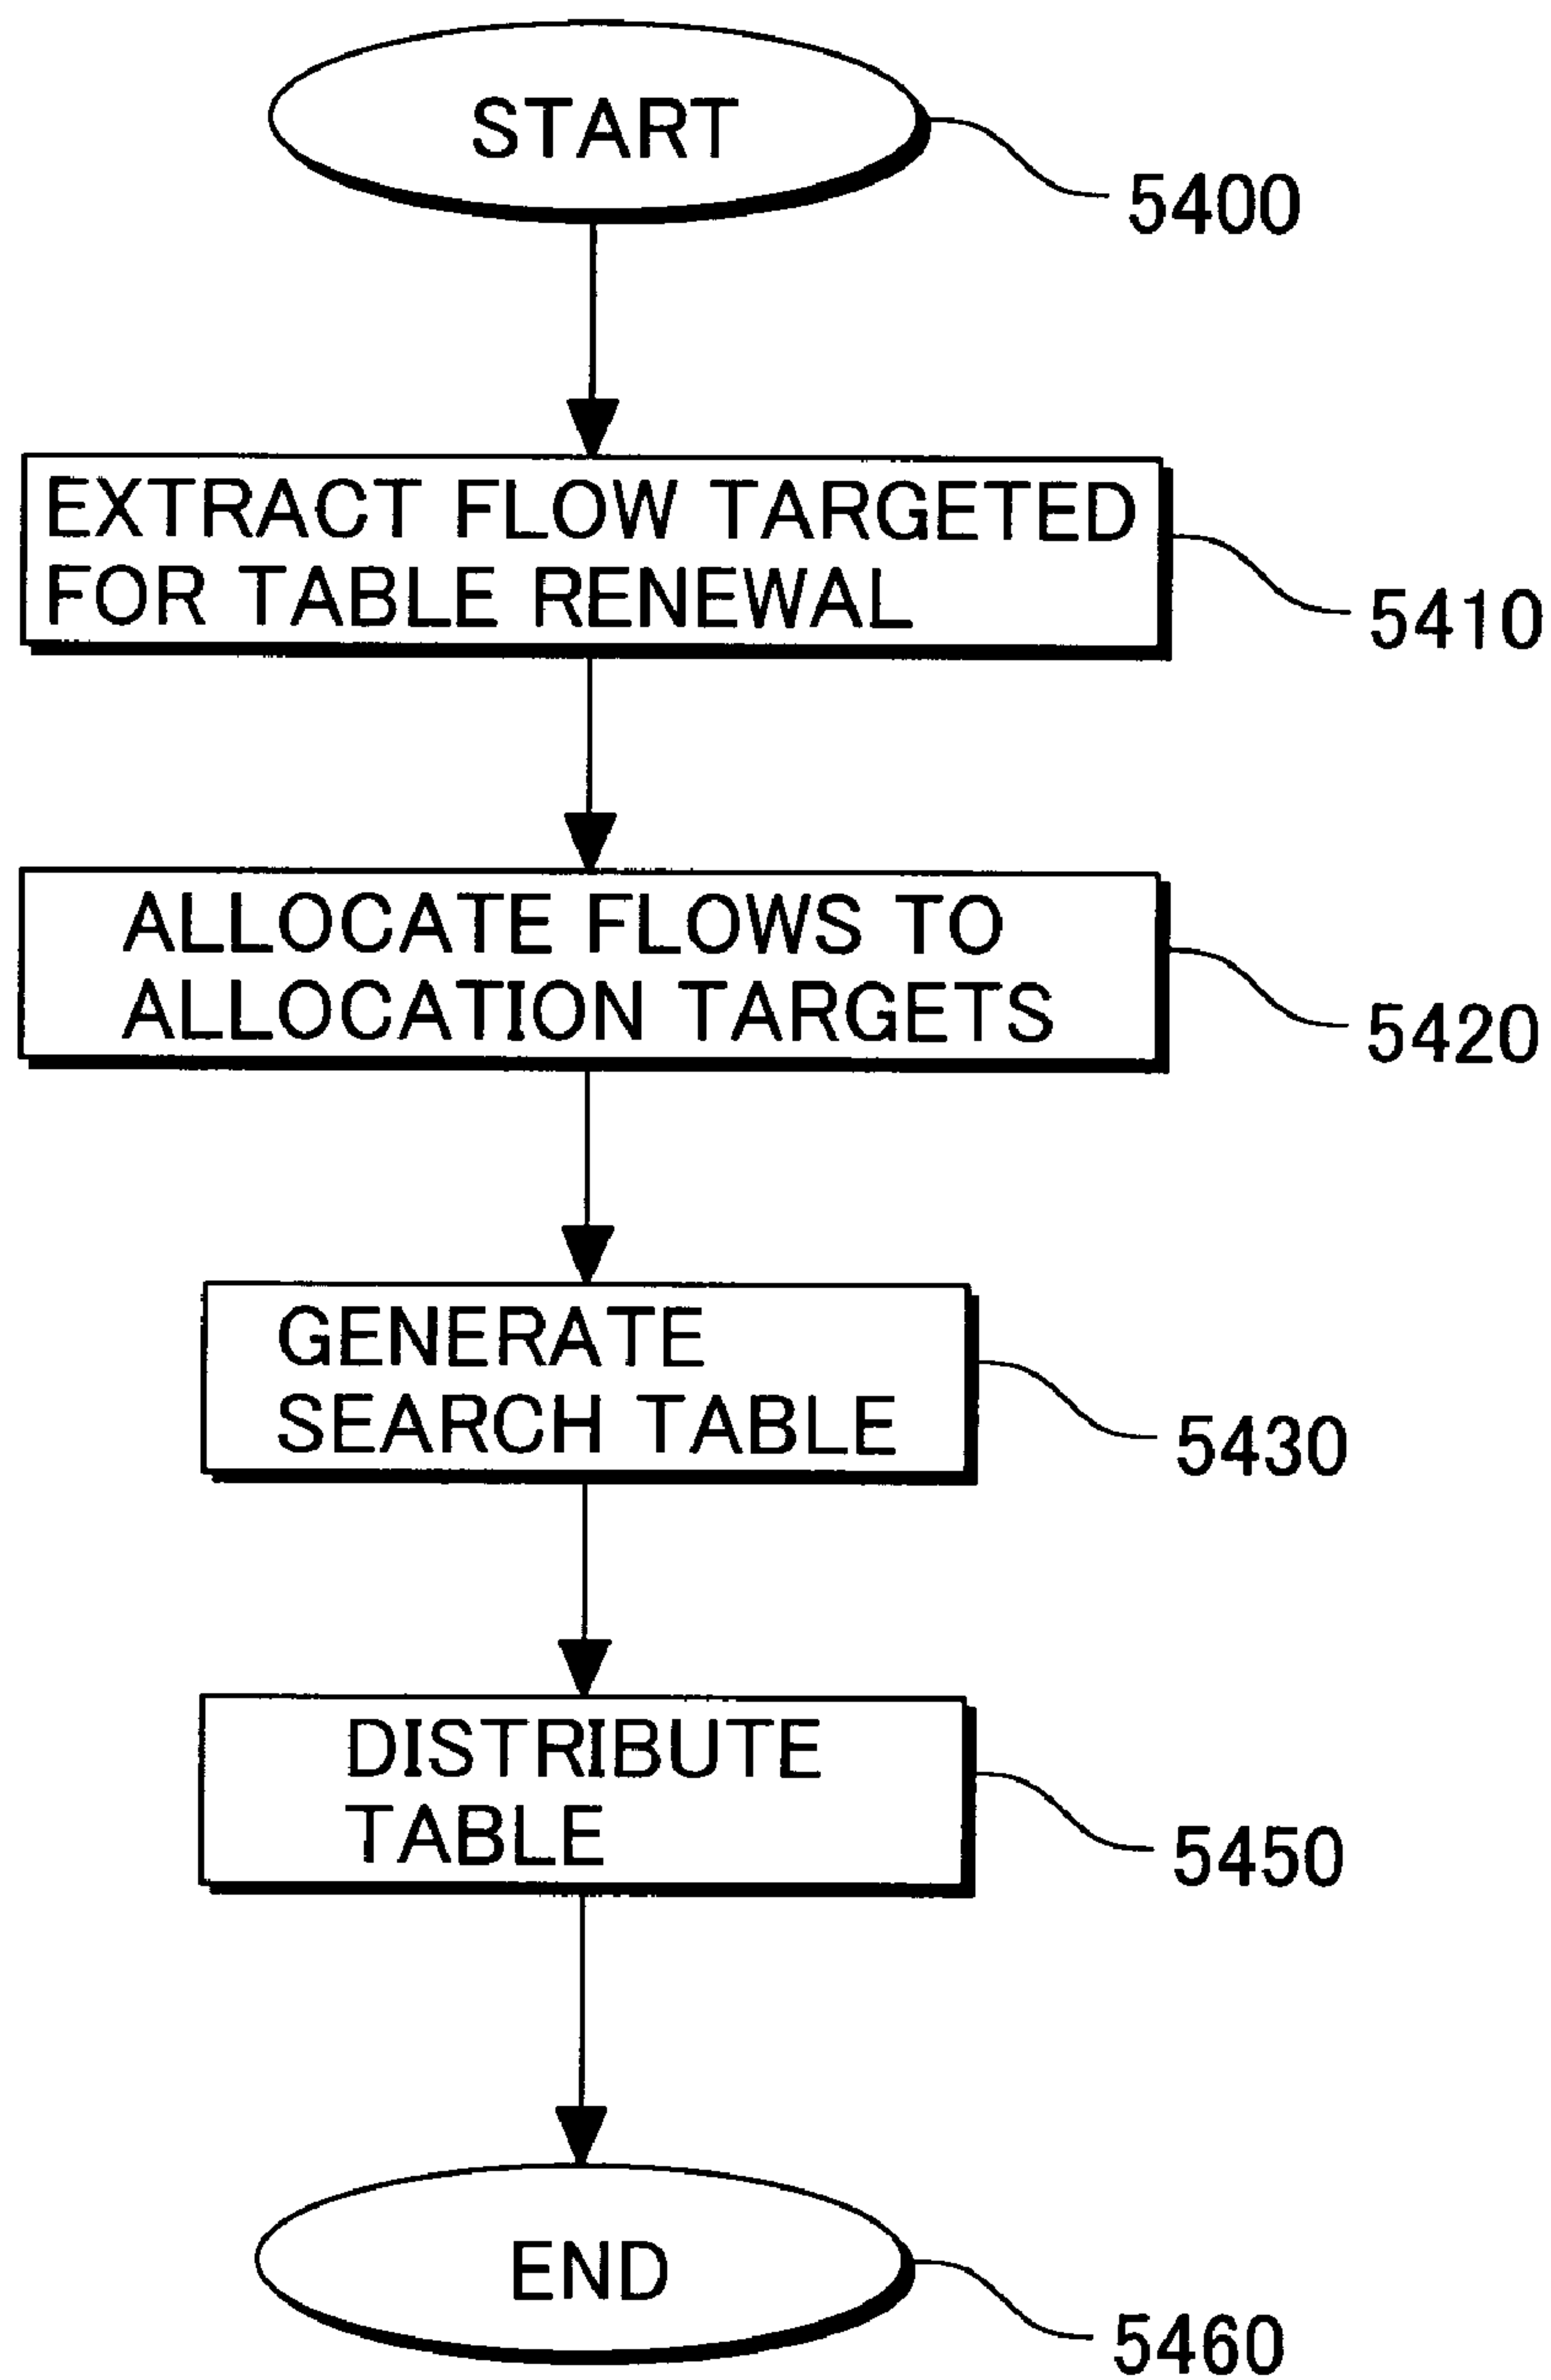 START
5400
EXTRACT FLOW TARGETED
FOR TABLE RENEWAL
5410
ALLOCATE FLOWS TO
ALLOCATION TARGETS
5420
GENERATE
SEARCH TABLE
5430
DISTRIBUTE
TABLE
5450
END
5460